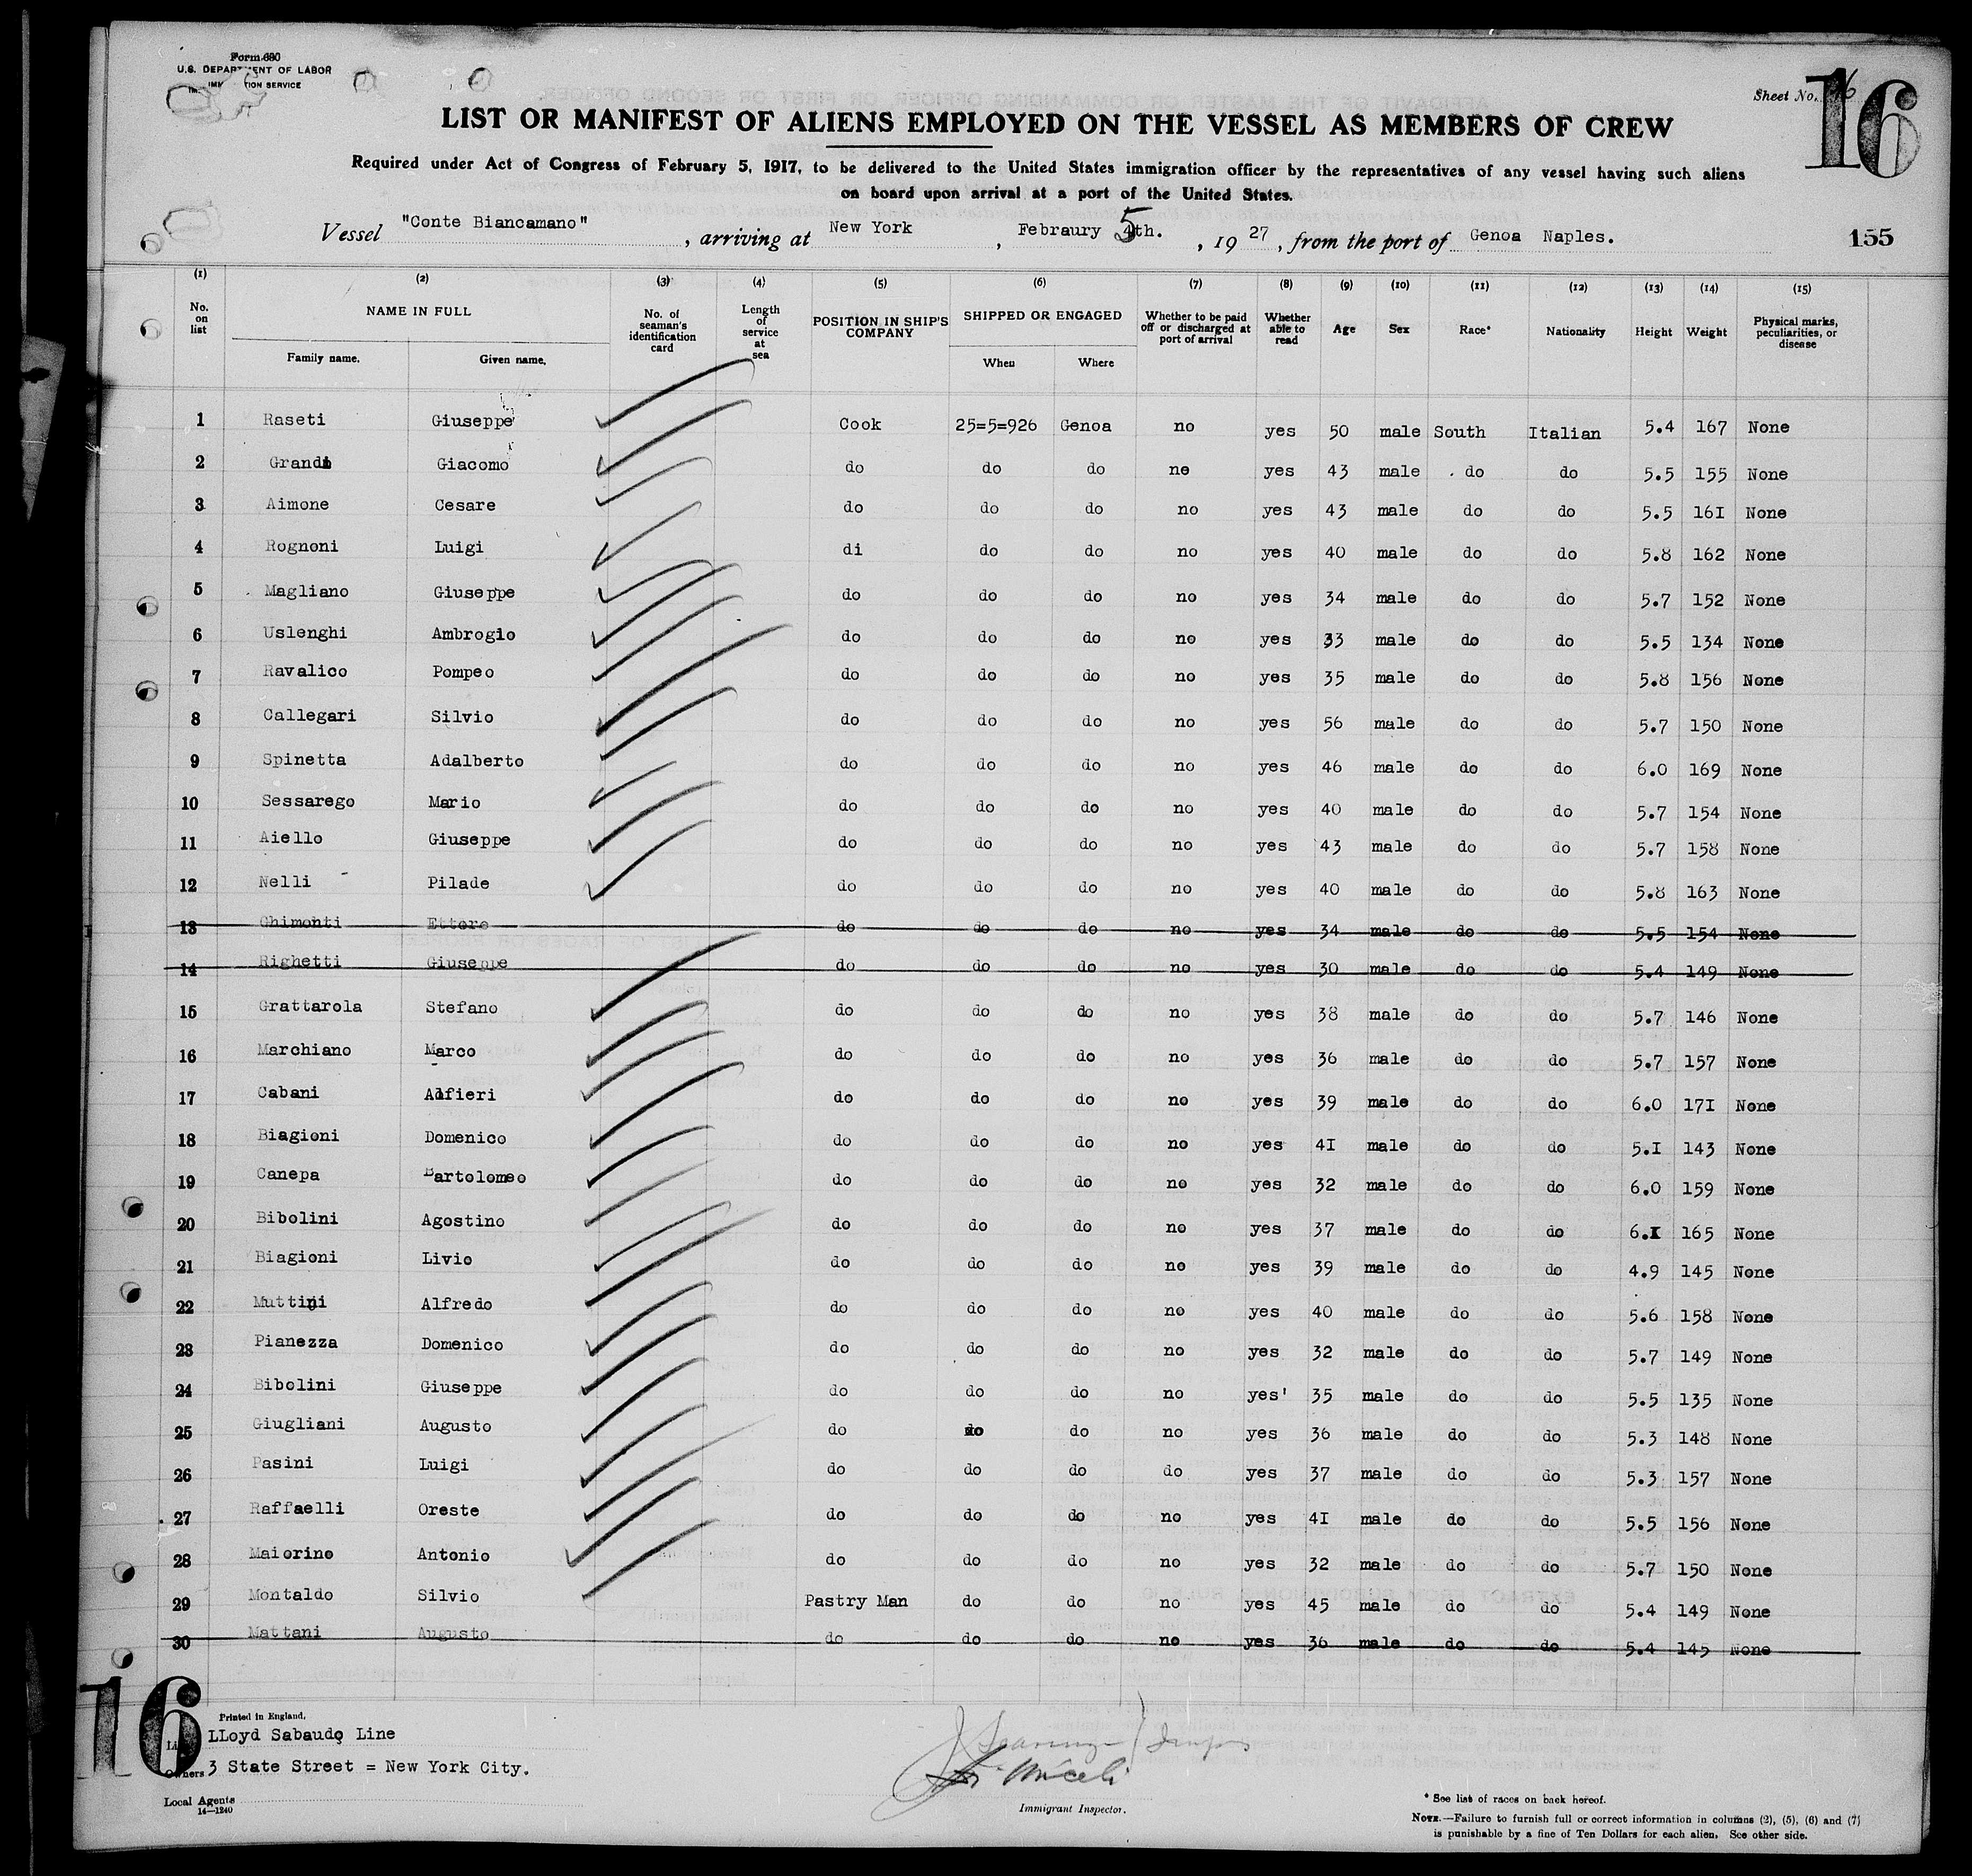 Form 680
U.S. DEPARTMENT OF LABOR
IMMIGRATION SERVICE
Sheet No. 16
16
LIST OR MANIFEST OF ALIENS EMPLOYED ON THE VESSEL AS MEMBERS OF CREW
Required under Act of Congress of February 5, 1917, to be delivered to the United States immigration officer by the representatives of any vessel having such aliens
on board upon arrival at a port of the United States.
Vessel "Conte Biancamano", arriving at New York, Febraury 5th., 1927, from the port of Genoa Naples. 155
(1) (2) (3) (4) (5) (6) (7) (8) (9) (10) (11) (12) (13) (14) (15)
No. on list NAME IN FULL Family name. Given name. No. of seaman's identification card Length of service at sea POSITION IN SHIP'S COMPANY SHIPPED OR ENGAGED When Where Whether to be paid off or discharged at port of arrival Whether able to read Age Sex Race* Nationality Height Weight Physical marks, peculiarities, or disease
1 Raseti Giuseppe Cook 25=5=926 Genoa no yes 50 male South Italian 5.4 167 None
2 Grandi Giacomo do do do no yes 43 male do do 5.5 155 None
3 Aimone Cesare do do do no yes 43 male do do 5.5 161 None
4 Rognoni Luigi di do do no yes 40 male do do 5.8 162 None
5 Magliano Giuseppe do do do no yes 34 male do do 5.7 152 None
6 Uslenghi Ambrogio do do do no yes 33 male do do 5.5 134 None
7 Ravalico Pompeo do do do no yes 35 male do do 5.8 156 None
8 Callegari Silvio do do do no yes 56 male do do 5.7 150 None
9 Spinetta Adalberto do do do no yes 46 male do do 6.0 169 None
10 Sessarego Mario do do do no yes 40 male do do 5.7 154 None
11 Aiello Giuseppe do do do no yes 43 male do do 5.7 158 None
12 Nelli Pilade do do do no yes 40 male do do 5.8 163 None
13 Ghimenti Ettore do do do no yes 34 male do do 5.5 154 None
14 Righetti Giuseppe do do do no yes 30 male do do 5.4 149 None
15 Grattarola Stefano do do do no yes 38 male do do 5.7 146 None
16 Marchiano Marco do do do no yes 36 male do do 5.7 157 None
17 Cabani Alfieri do do do no yes 39 male do do 6.0 171 None
18 Biagioni Domenico do do do no yes 41 male do do 5.1 143 None
19 Canepa Bartolomeo do do do no yes 32 male do do 6.0 159 None
20 Bibolini Agostino do do do no yes 37 male do do 6.1 165 None
21 Biagioni Livio do do do no yes 39 male do do 4.9 145 None
22 Muttini Alfredo do do do no yes 40 male do do 5.6 158 None
23 Pianezza Domenico do do do no yes 32 male do do 5.7 149 None
24 Bibolini Giuseppe do do do no yes' 35 male do do 5.5 135 None
25 Giugliani Augusto do do do no yes 36 male do do 5.3 148 None
26 Pasini Luigi do do do do yes 37 male do do 5.3 157 None
27 Raffaelli Oreste do do do no yes 41 male do do 5.5 156 None
28 Maiorino Antonio do do do no yes 32 male do do 5.7 150 None
29 Montaldo Silvio Pastry Man do do no yes 45 male do do 5.4 149 None
30 Mattani Augusto do do do no yes 36 male do do 5.4 145 None
16
Printed in England.
LLoyd Sabaudo Line
Owners 3 State Street = New York City.
Local Agents
14—1240
Miceli
Immigrant Inspector.
* See list of races on back hereof.
NOTE.—Failure to furnish full or correct information in columns (2), (5), (6) and (7)
is punishable by a fine of Ten Dollars for each alien. See other side.